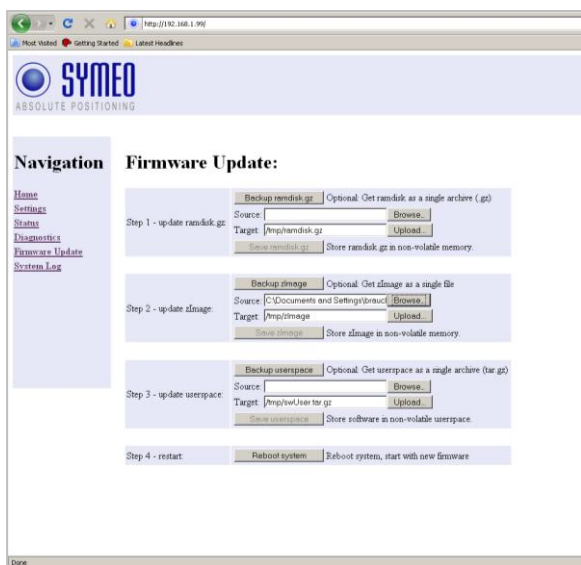 http://192.168.1.99/
Most Visited Getting Started Latest Headlines
SYMEO
ABSOLUTE POSITIONING
Navigation
Home
Settings
Status
Diagnostics
Firmware Update
System Log
Firmware Update:
Step 1 - update ramdisk.gz:
Backup ramdisk.gz Optional: Get ramdisk as a single archive (.gz)
Source: Browse..
Target: /tmp/ramdisk.gz Upload...
Save ramdisk.gz Store ramdisk.gz in non-volatile memory.
Step 2 - update zImage:
Backup zImage Optional: Get zImage as a single file
Source: C:\Documents and Settings\brauch Browse..
Target: /tmp/zImage Upload...
Save zImage Store zImage in non-volatile memory.
Step 3 - update userspace:
Backup userspace Optional: Get userspace as a single archive (tar.gz)
Source: Browse..
Target: /tmp/swUser.tar.gz Upload...
Save userspace Store software in non-volatile userspace.
Step 4 - restart: Reboot system Reboot system, start with new firmware
Done